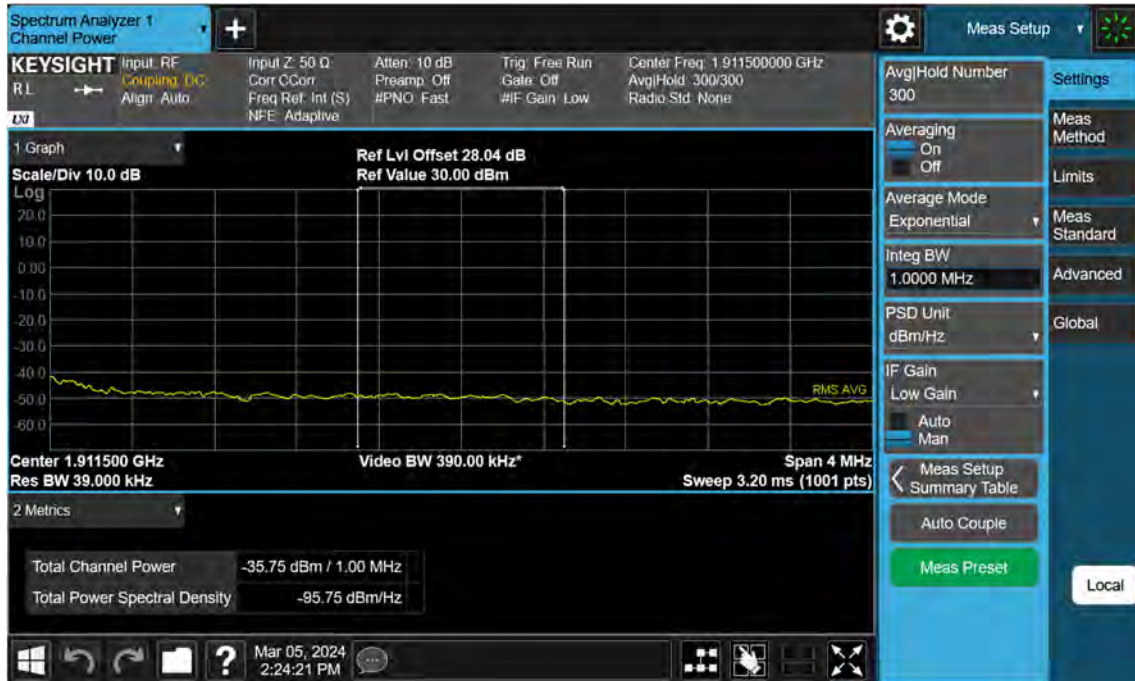 Spectrum Analyzer 1
Channel Power
+
Meas Setup
KEYSIGHT
RL
LXI
Input: RF
Coupling: DC
Align: Auto
Input Z: 50 Ω
Corr CCorr
Freq Ref: Int (S)
NFE: Adaptive
Atten: 10 dB
Preamp: Off
#PNO: Fast
Trig: Free Run
Gate: Off
#IF Gain: Low
Center Freq: 1.911500000 GHz
Avg|Hold: 300/300
Radio Std: None
1 Graph
Scale/Div 10.0 dB
Ref Lvl Offset 28.04 dB
Ref Value 30.00 dBm
Log
20.0
10.0
0.00
-10.0
-20.0
-30.0
-40.0
-50.0
-60.0
RMS AVG
Center 1.911500 GHz
Video BW 390.00 kHz*
Span 4 MHz
Res BW 39.000 kHz
Sweep 3.20 ms (1001 pts)
2 Metrics
Total Channel Power -35.75 dBm / 1.00 MHz
Total Power Spectral Density -95.75 dBm/Hz
?
Mar 05, 2024
2:24:21 PM
Avg|Hold Number
300
Averaging
On
Off
Average Mode
Exponential
Integ BW
1.0000 MHz
PSD Unit
dBm/Hz
IF Gain
Low Gain
Auto
Man
Meas Setup
Summary Table
Auto Couple
Meas Preset
Settings
Meas
Method
Limits
Meas
Standard
Advanced
Global
Local